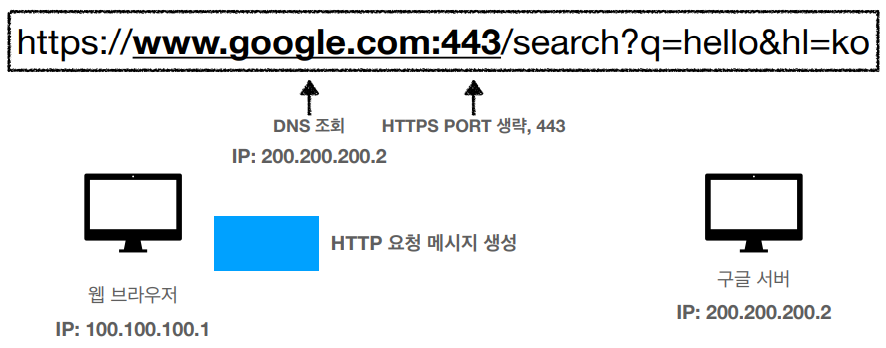 https://www.google.com:443/search?q=hello&hl=ko
DNS 조회
HTTPS PORT 생략, 443
IP: 200.200.200.2
HTTP 요청 메시지 생성
웹 브라우저
IP: 100.100.100.1
구글 서버
IP: 200.200.200.2